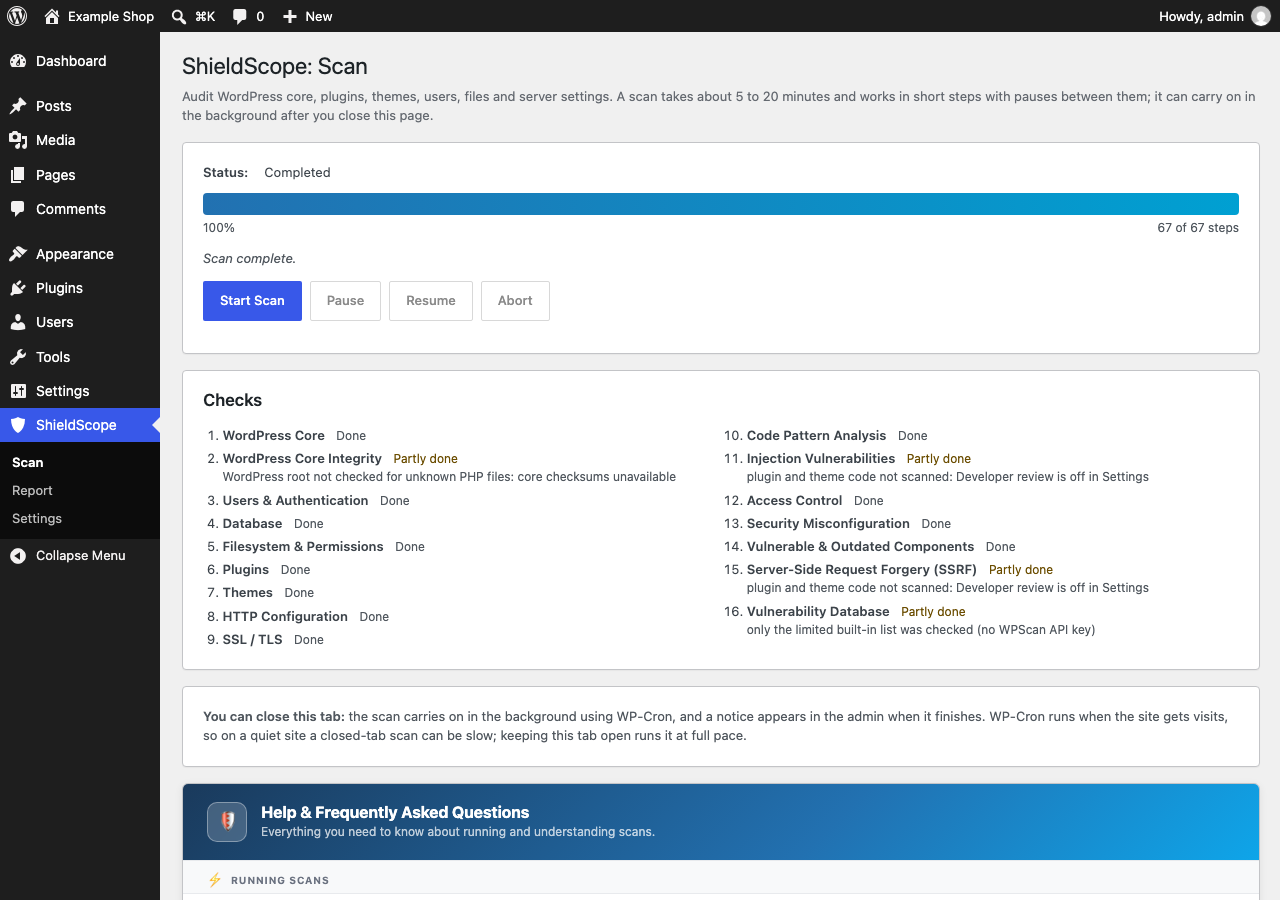 Example Shop ⌘K 0 New Howdy, admin
Dashboard
Posts
Media
Pages
Comments
Appearance
Plugins
Users
Tools
Settings
ShieldScope
Scan
Report
Settings
Collapse Menu
ShieldScope: Scan
Audit WordPress core, plugins, themes, users, files and server settings. A scan takes about 5 to 20 minutes and works in short steps with pauses between them; it can carry on in
the background after you close this page.
Status: Completed
100% 67 of 67 steps
Scan complete.
Start Scan Pause Resume Abort
Checks
1. WordPress Core Done
2. WordPress Core Integrity Partly done
WordPress root not checked for unknown PHP files: core checksums unavailable
3. Users & Authentication Done
4. Database Done
5. Filesystem & Permissions Done
6. Plugins Done
7. Themes Done
8. HTTP Configuration Done
9. SSL / TLS Done
10. Code Pattern Analysis Done
11. Injection Vulnerabilities Partly done
plugin and theme code not scanned: Developer review is off in Settings
12. Access Control Done
13. Security Misconfiguration Done
14. Vulnerable & Outdated Components Done
15. Server-Side Request Forgery (SSRF) Partly done
plugin and theme code not scanned: Developer review is off in Settings
16. Vulnerability Database Partly done
only the limited built-in list was checked (no WPScan API key)
You can close this tab: the scan carries on in the background using WP-Cron, and a notice appears in the admin when it finishes. WP-Cron runs when the site gets visits,
so on a quiet site a closed-tab scan can be slow; keeping this tab open runs it at full pace.
Help & Frequently Asked Questions
Everything you need to know about running and understanding scans.
RUNNING SCANS